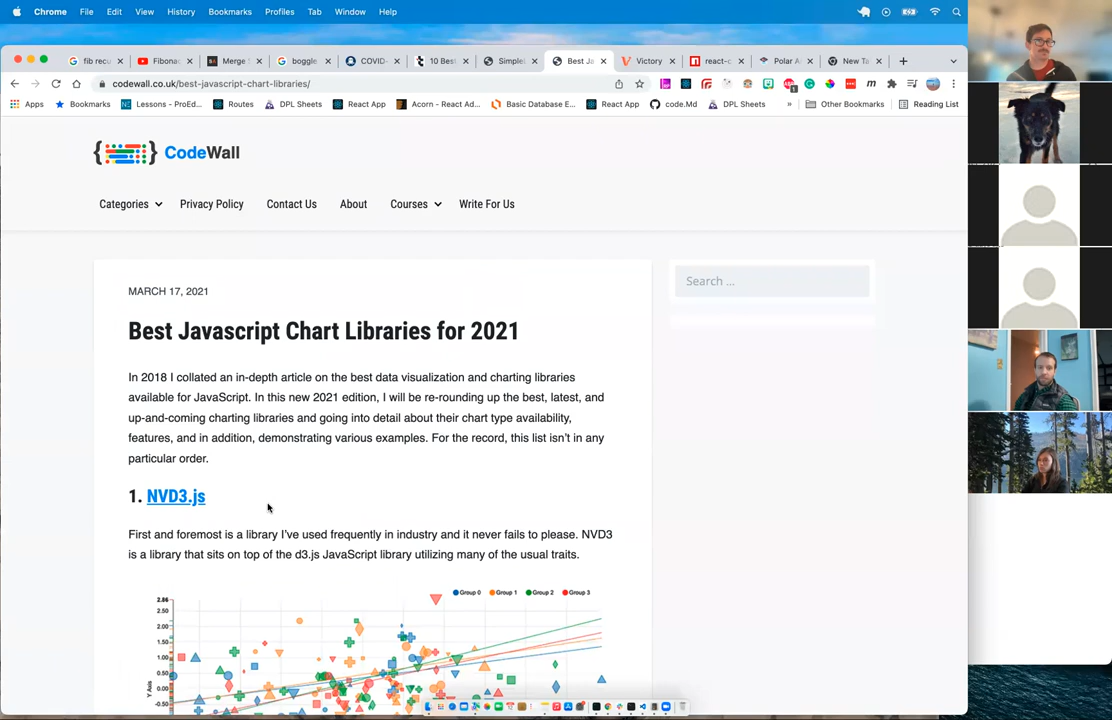 Chrome File Edit View History Bookmarks Profiles Tab Window Help
fib recu Fibonac Merge boggle COVID- 10 Best Simple Best Ja Victory react-c Polar A New Ta
codewall.co.uk/best-javascript-chart-libraries/
Apps Bookmarks Lessons - ProEd... Routes DPL Sheets React App Acorn - React Ad... Basic Database E... React App code.Md DPL Sheets » Other Bookmarks Reading List
CodeWall
Categories Privacy Policy Contact Us About Courses Write For Us
MARCH 17, 2021
Search ...
Best Javascript Chart Libraries for 2021
In 2018 I collated an in-depth article on the best data visualization and charting libraries
available for JavaScript. In this new 2021 edition, I will be re-rounding up the best, latest, and
up-and-coming charting libraries and going into detail about their chart type availability,
features, and in addition, demonstrating various examples. For the record, this list isn't in any
particular order.
1. NVD3.js
First and foremost is a library I've used frequently in industry and it never fails to please. NVD3
is a library that sits on top of the d3.js JavaScript library utilizing many of the usual traits.
Group 0 Group 1 Group 2 Group 3
2.86
2.50
2.00
1.50
1.00
0.50
0.00
-0.50
Y Axis